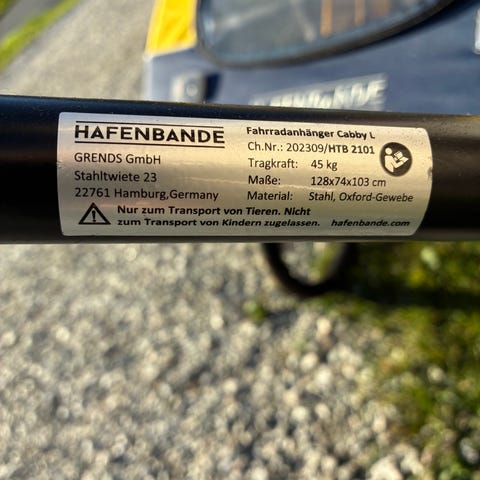 HAFENBANDE
GRENDS GmbH
Stahltwiete 23
22761 Hamburg,Germany
Fahrradanhänger Cabby L
Ch.Nr.: 202309/HTB 2101
Tragkraft: 45 kg
Maße: 128x74x103 cm
Material: Stahl, Oxford-Gewebe
Nur zum Transport von Tieren. Nicht
zum Transport von Kindern zugelassen. hafenbande.com
HAFENBANDE